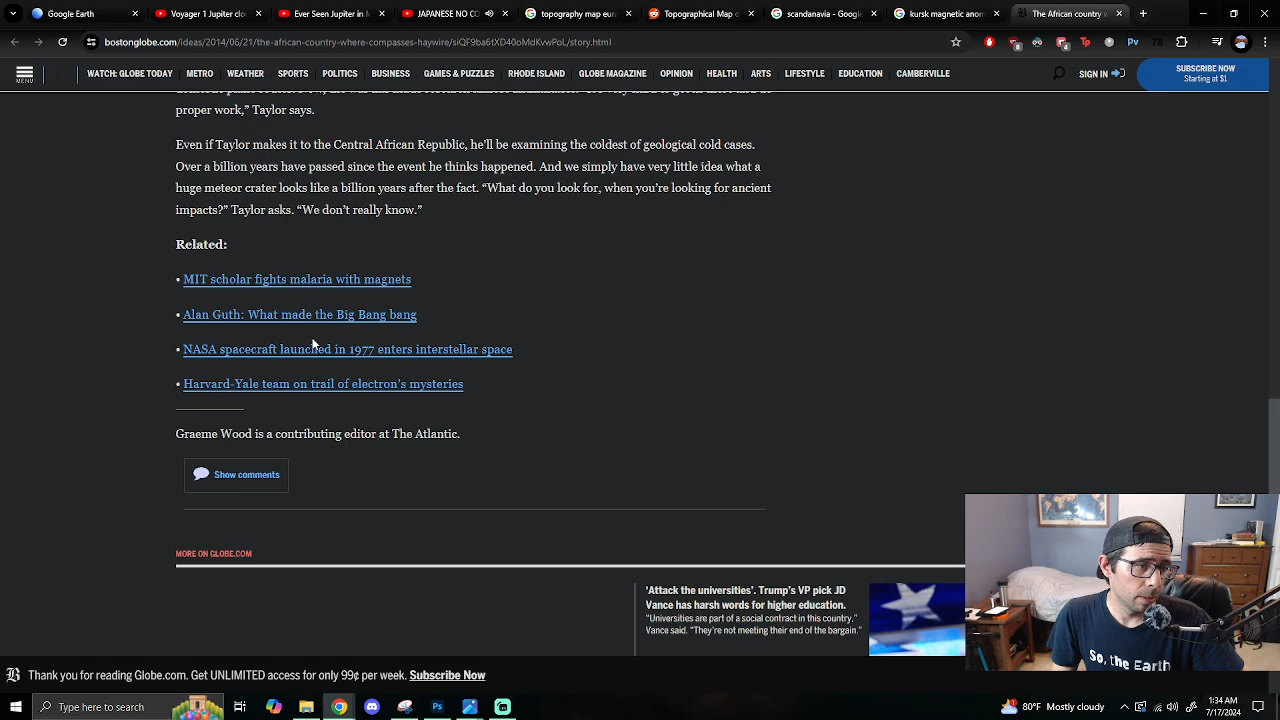 Google Earth
Voyager 1 Jupiter clo
Ever Seen Jupiter in M
JAPANESE NO CO
topography map eur
Topographical Map o
scandanavia - Google
kursk magnetic anom
The African country w
bostonglobe.com/ideas/2014/06/21/the-african-country-where-compasses-haywire/siQF9ba6tXD40oMdKvwPoL/story.html
MENU
WATCH: GLOBE TODAY METRO WEATHER SPORTS POLITICS BUSINESS GAMES & PUZZLES RHODE ISLAND GLOBE MAGAZINE OPINION HEALTH ARTS LIFESTYLE EDUCATION CAMBERVILLE
SIGN IN
SUBSCRIBE NOW
Starting at $1
proper work,” Taylor says.
Even if Taylor makes it to the Central African Republic, he’ll be examining the coldest of geological cold cases.
Over a billion years have passed since the event he thinks happened. And we simply have very little idea what a
huge meteor crater looks like a billion years after the fact. “What do you look for, when you’re looking for ancient
impacts?” Taylor asks. “We don’t really know.”
Related:
• MIT scholar fights malaria with magnets
• Alan Guth: What made the Big Bang bang
• NASA spacecraft launched in 1977 enters interstellar space
• Harvard-Yale team on trail of electron’s mysteries
Graeme Wood is a contributing editor at The Atlantic.
Show comments
MORE ON GLOBE.COM
'Attack the universities'. Trump's VP pick JD
Vance has harsh words for higher education.
"Universities are part of a social contract in this country."
Vance said. "They're not meeting their end of the bargain."
So, the Earth
Thank you for reading Globe.com. Get UNLIMITED access for only 99¢ per week. Subscribe Now
Type here to search
80°F Mostly cloudy
1:34 AM
7/17/2024